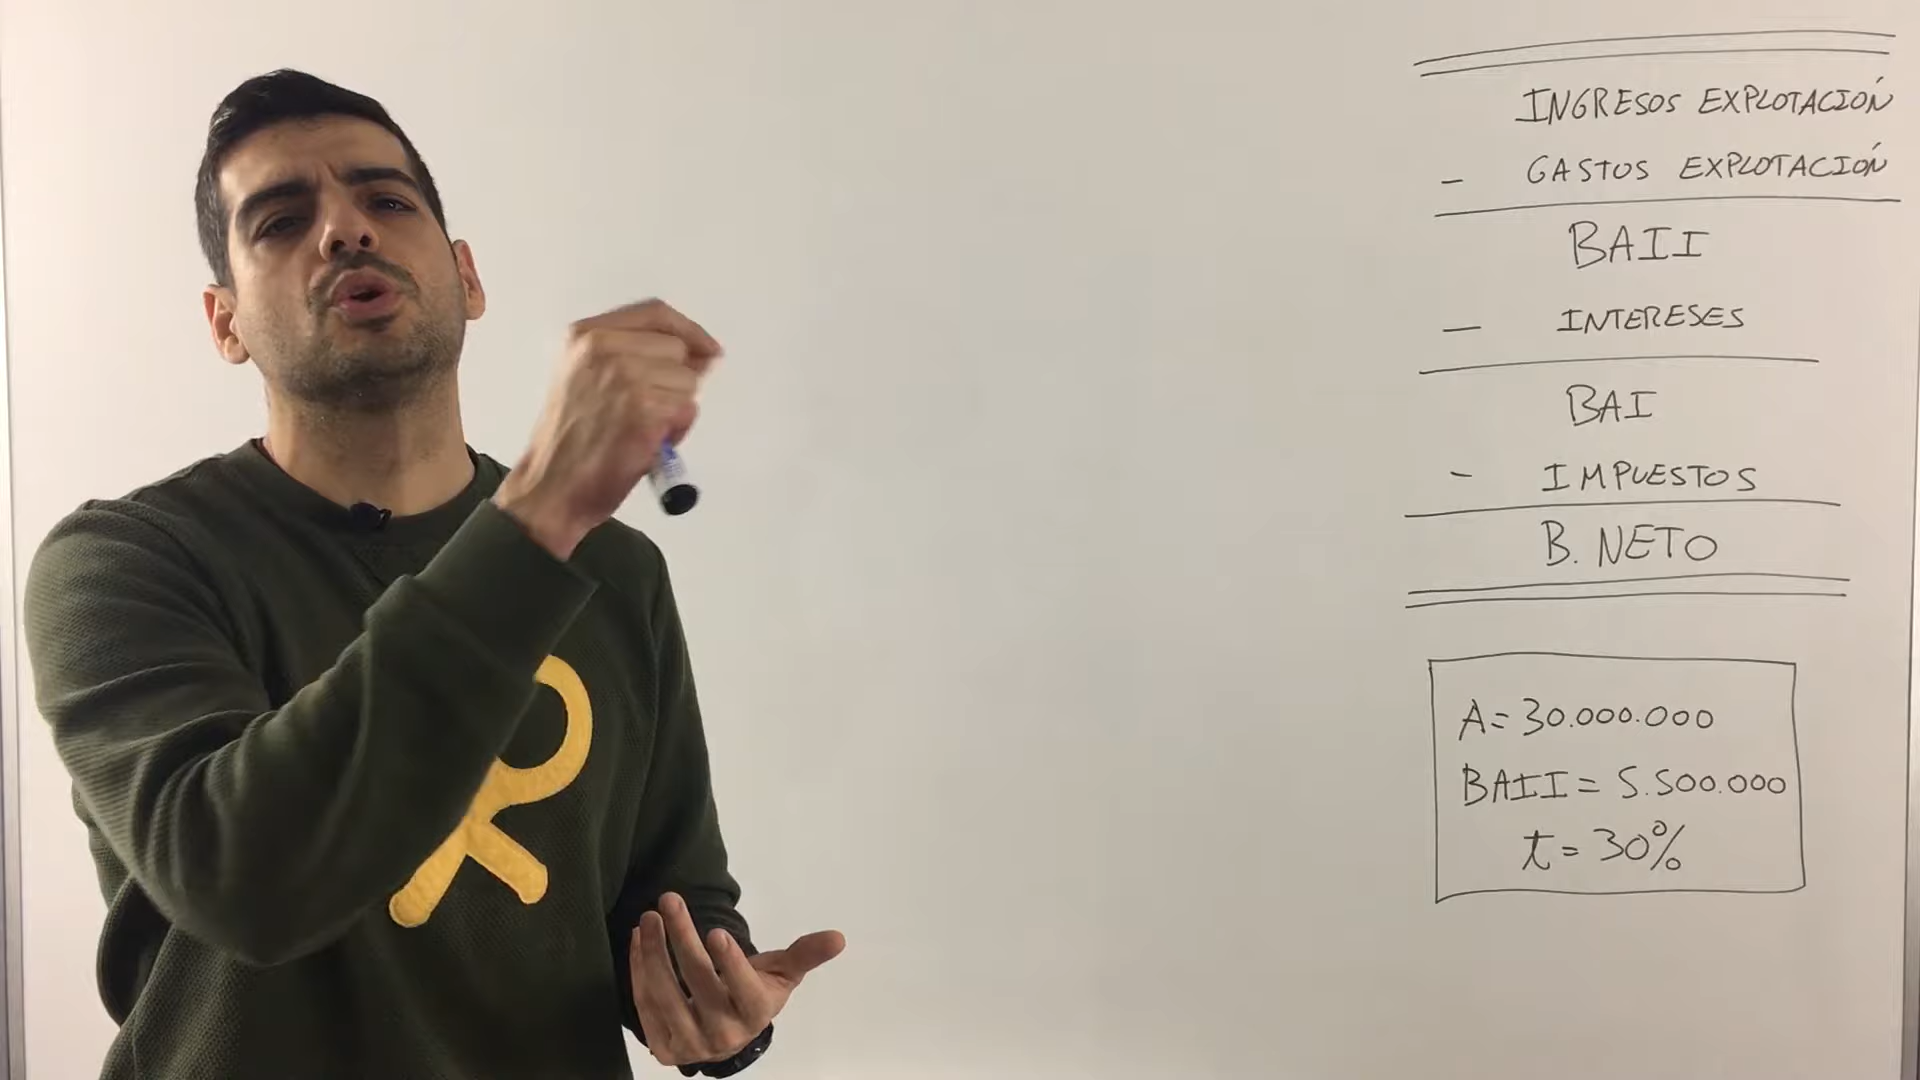 INGRESOS EXPLOTACIÓN
- GASTOS EXPLOTACIÓN
BAII
- INTERESES
BAI
- IMPUESTOS
B. NETO
A = 30.000.000
BAII = 5.500.000
t = 30%